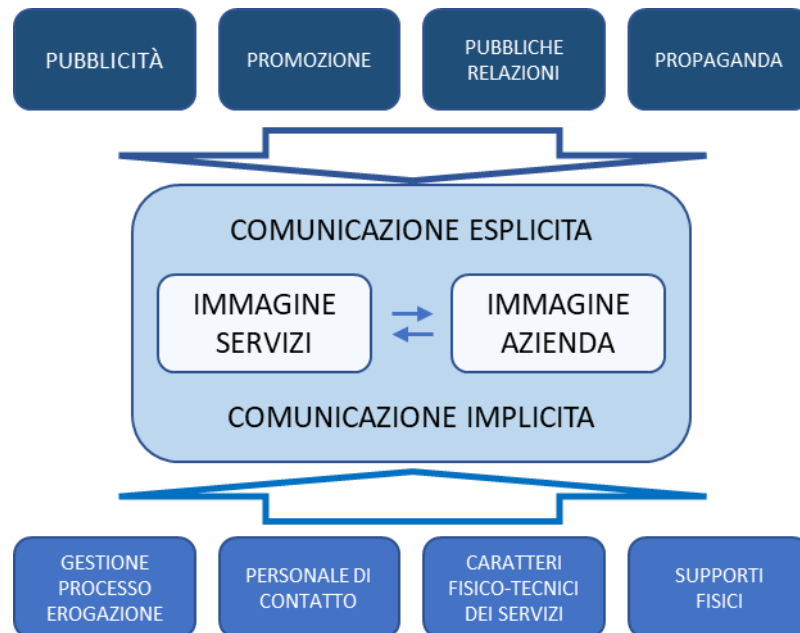 PUBBLICITÀ
PROMOZIONE
PUBBLICHE
RELAZIONI
PROPAGANDA
COMUNICAZIONE ESPLICITA
IMMAGINE
SERVIZI
IMMAGINE
AZIENDA
COMUNICAZIONE IMPLICITA
GESTIONE
PROCESSO
EROGAZIONE
PERSONALE DI
CONTATTO
CARATTERI
FISICO-TECNICI
DEI SERVIZI
SUPPORTI
FISICI